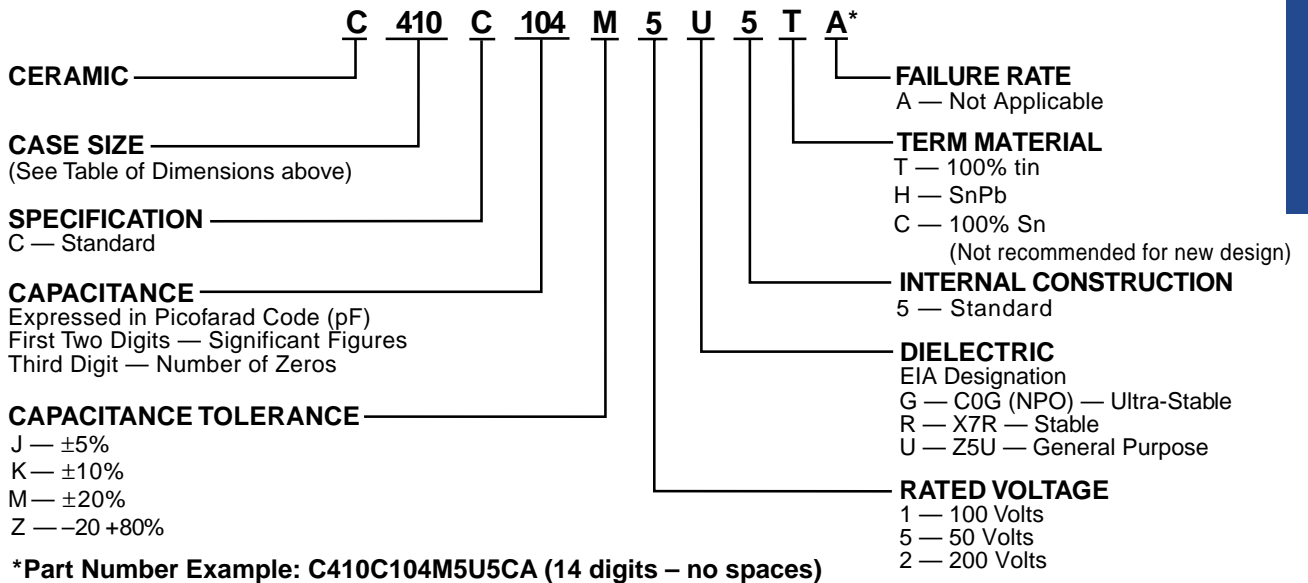 C 410 C 104 M 5 U 5 T A*
CERAMIC
CASE SIZE
(See Table of Dimensions above)
SPECIFICATION
C — Standard
CAPACITANCE
Expressed in Picofarad Code (pF)
First Two Digits — Significant Figures
Third Digit — Number of Zeros
CAPACITANCE TOLERANCE
J — ±5%
K — ±10%
M — ±20%
Z — –20 +80%
FAILURE RATE
A — Not Applicable
TERM MATERIAL
T — 100% tin
H — SnPb
C — 100% Sn
(Not recommended for new design)
INTERNAL CONSTRUCTION
5 — Standard
DIELECTRIC
EIA Designation
G — C0G (NPO) — Ultra-Stable
R — X7R — Stable
U — Z5U — General Purpose
RATED VOLTAGE
1 — 100 Volts
5 — 50 Volts
2 — 200 Volts
*Part Number Example: C410C104M5U5CA (14 digits – no spaces)